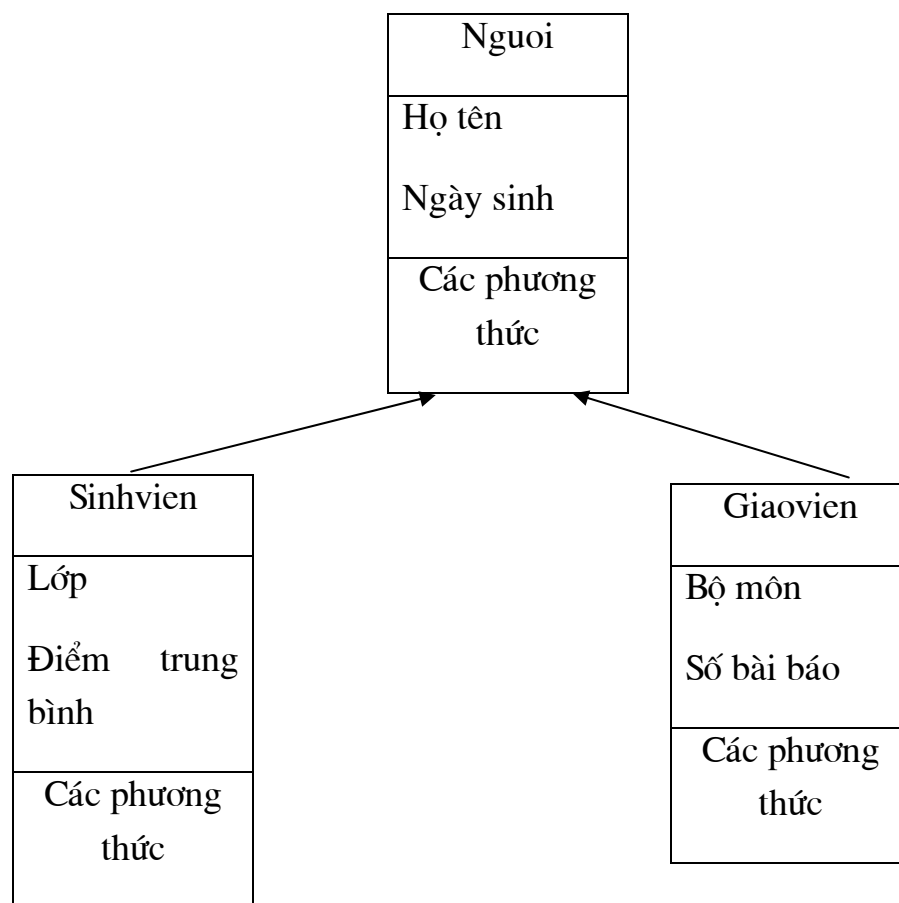 Nguoi
Họ tên
Ngày sinh
Các phương
thức
Sinhvien
Lớp
Điểm trung
bình
Các phương
thức
Giaovien
Bộ môn
Số bài báo
Các phương
thức